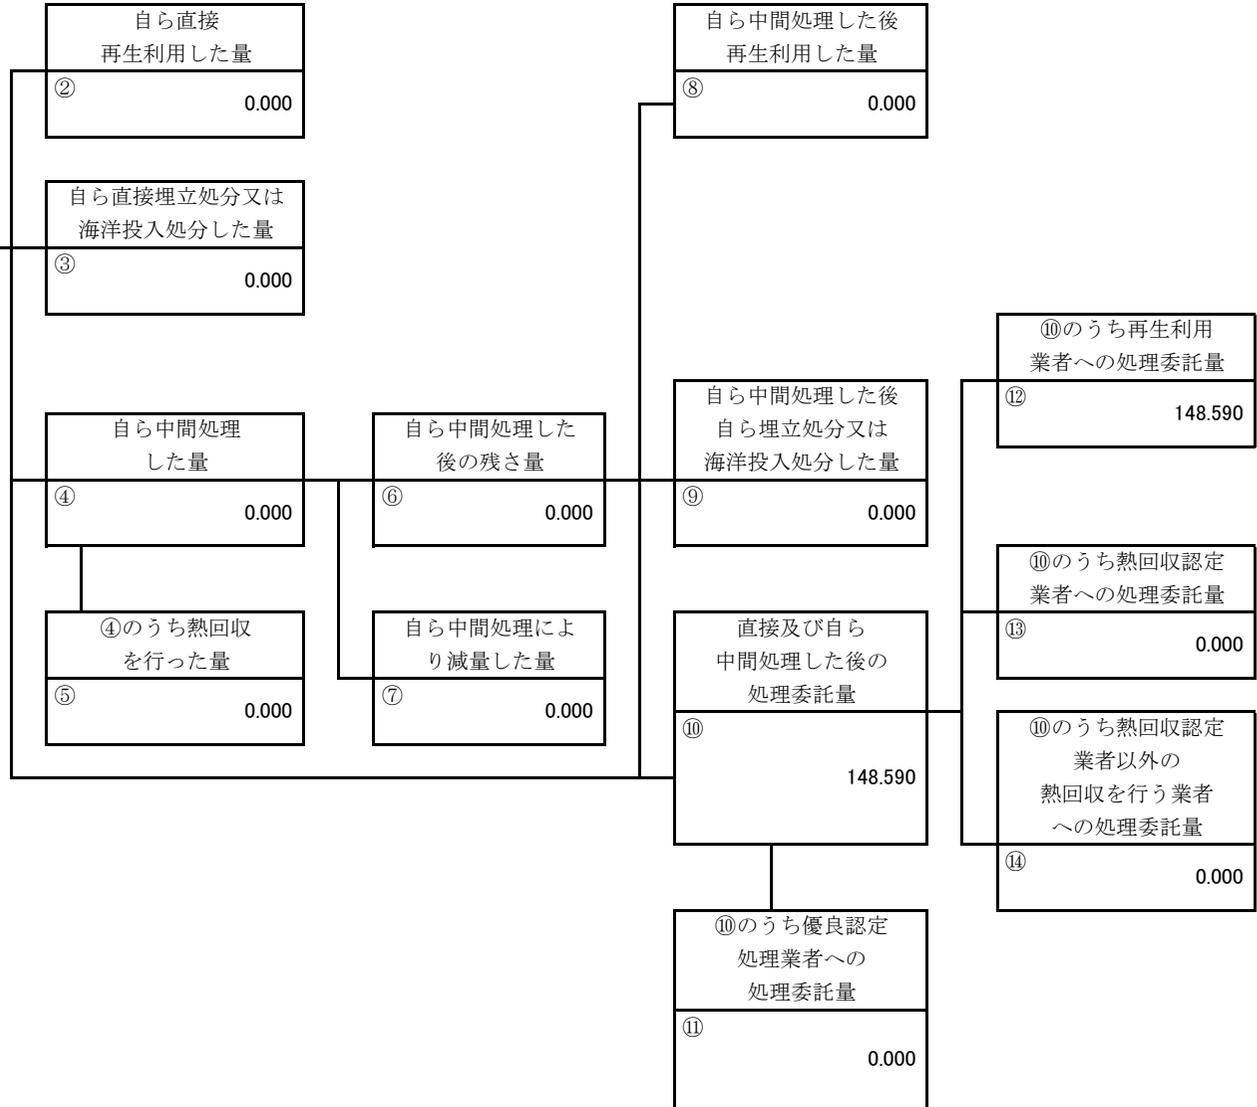 自ら直接
再生利用した量
②
0.000
自ら中間処理した後
再生利用した量
⑧
0.000
自ら直接埋立処分又は
海洋投入処分した量
③
0.000
⑩のうち再生利用
業者への処理委託量
⑫
148.590
自ら中間処理
した量
④
0.000
自ら中間処理した
後の残さ量
⑥
0.000
自ら中間処理した後
自ら埋立処分又は
海洋投入処分した量
⑨
0.000
⑩のうち熱回収認定
業者への処理委託量
⑬
0.000
④のうち熱回収
を行った量
⑤
0.000
自ら中間処理によ
り減量した量
⑦
0.000
直接及び自ら
中間処理した後の
処理委託量
⑩
148.590
⑩のうち熱回収認定
業者以外の
熱回収を行う業者
への処理委託量
⑭
0.000
⑩のうち優良認定
処理業者への
処理委託量
⑪
0.000